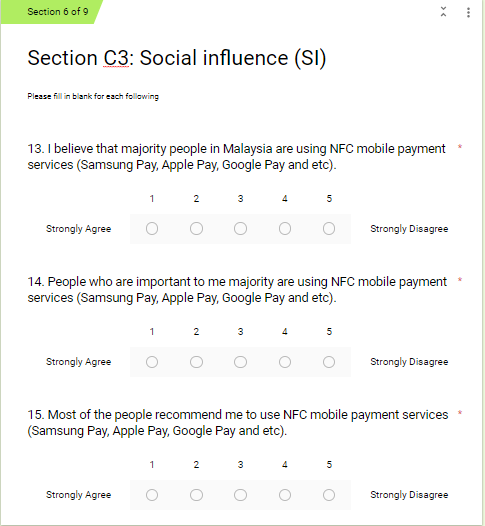 Section 6 of 9
Section C3: Social influence (SI)
Please fill in blank for each following
13. I believe that majority people in Malaysia are using NFC mobile payment *
services (Samsung Pay, Apple Pay, Google Pay and etc).
1 2 3 4 5
Strongly Agree Strongly Disagree
14. People who are important to me majority are using NFC mobile payment *
services (Samsung Pay, Apple Pay, Google Pay and etc).
1 2 3 4 5
Strongly Agree Strongly Disagree
15. Most of the people recommend me to use NFC mobile payment services *
(Samsung Pay, Apple Pay, Google Pay and etc).
1 2 3 4 5
Strongly Agree Strongly Disagree